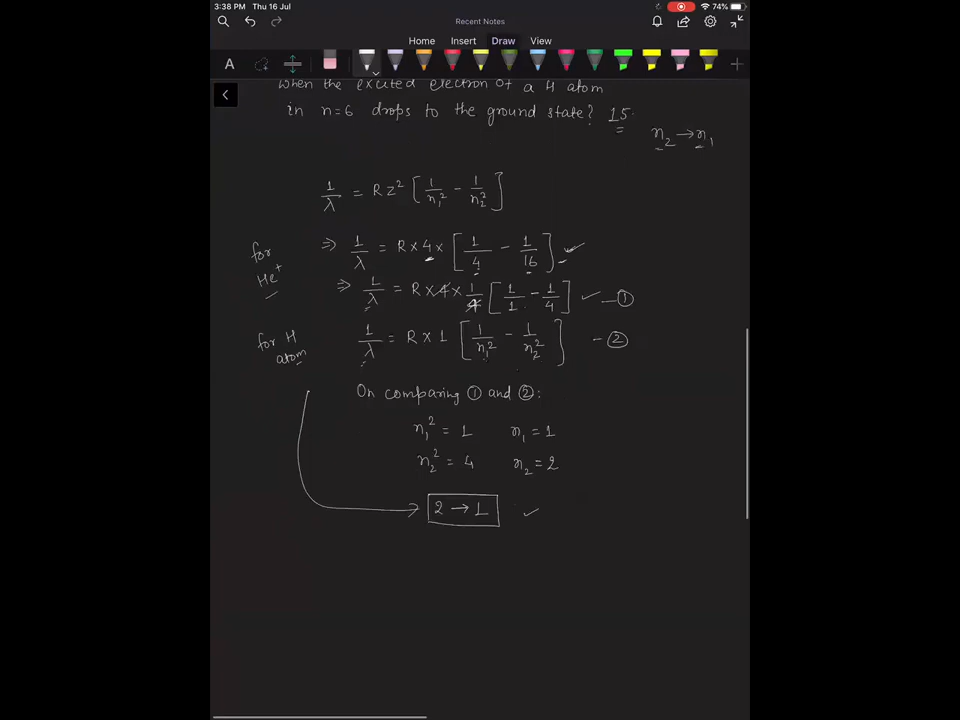 3:38 PM Thu 16 Jul
74%
Recent Notes
Home Insert Draw View
A
when the excited electron of a H atom
in n=6 drops to the ground state? 15.
n₂ → n₁
1/λ = RZ² [1/n₁² - 1/n₂²]
for He⁺
⇒ 1/λ = R × 4 × [1/4 - 1/16] ✓
⇒ 1/λ = R × 4 × 1/4 [1/1 - 1/4] ✓ - ①
for H atom
1/λ = R × 1 [1/n₁² - 1/n₂²] - ②
On comparing ① and ②:
n₁² = 1 n₁ = 1
n₂² = 4 n₂ = 2
2 → 1 ✓